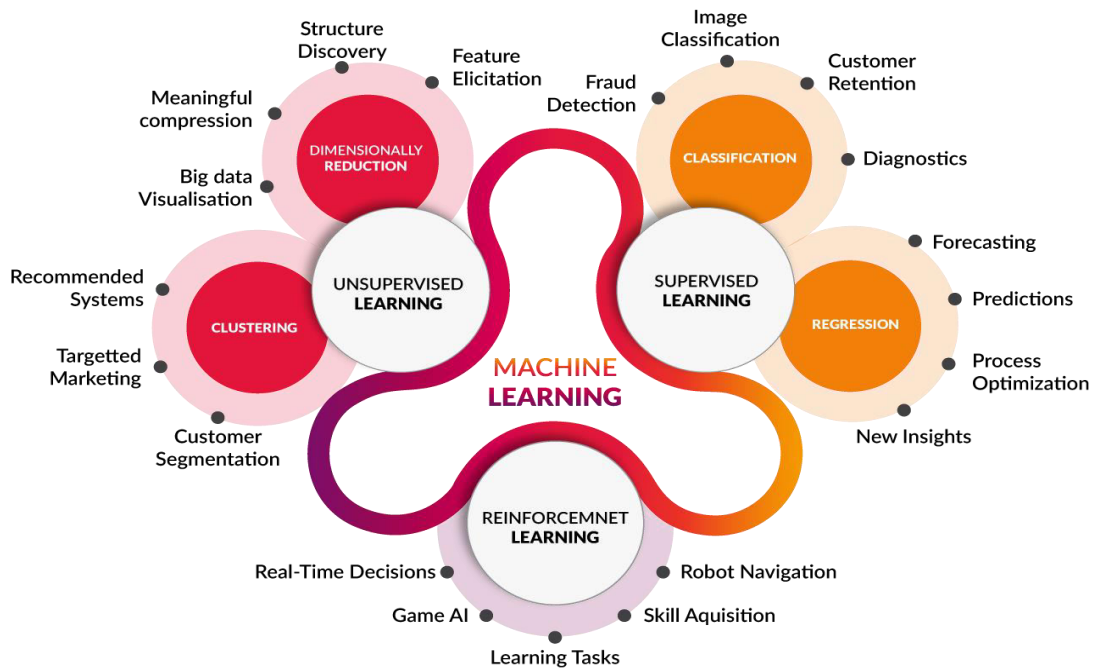 Structure
Discovery
Feature
Elicitation
Meaningful
compression
Big data
Visualisation
DIMENSIONALLY
REDUCTION
Recommended
Systems
Targetted
Marketing
Customer
Segmentation
CLUSTERING
UNSUPERVISED
LEARNING
Image
Classification
Customer
Retention
Fraud
Detection
Diagnostics
CLASSIFICATION
SUPERVISED
LEARNING
Forecasting
Predictions
Process
Optimization
New Insights
REGRESSION
MACHINE
LEARNING
REINFORCEMNET
LEARNING
Real-Time Decisions
Game AI
Learning Tasks
Skill Aquisition
Robot Navigation